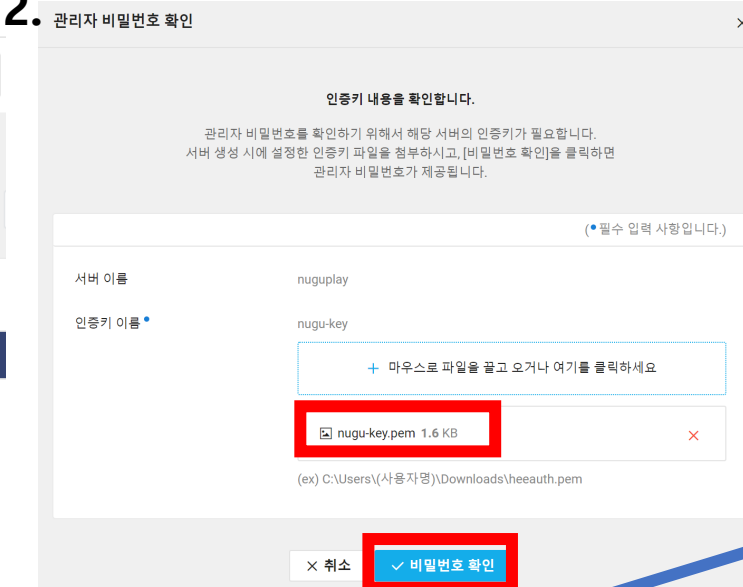 2.
관리자 비밀번호 확인
인증키 내용을 확인합니다.
관리자 비밀번호를 확인하기 위해서 해당 서버의 인증키가 필요합니다.
서버 생성 시에 설정한 인증키 파일을 첨부하시고, [비밀번호 확인]을 클릭하면
관리자 비밀번호가 제공됩니다.
(•필수 입력 사항입니다.)
서버 이름 nuguplay
인증키 이름• nugu-key
+ 마우스로 파일을 끌고 오거나 여기를 클릭하세요
nugu-key.pem 1.6 KB
(ex) C:\Users\(사용자명)\Downloads\heeauth.pem
취소 비밀번호 확인